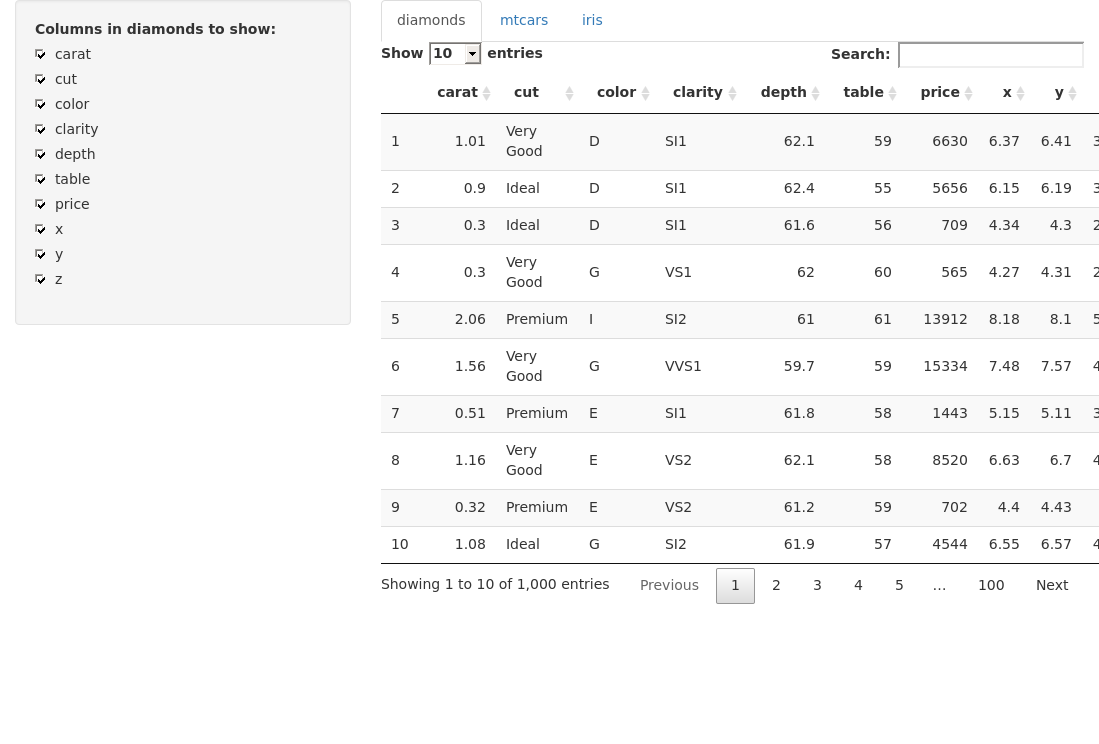 Columns in diamonds to show:
carat
cut
color
clarity
depth
table
price
x
y
z
diamonds mtcars iris
Show 10 entries Search:
carat cut color clarity depth table price x y
1 1.01 Very Good D SI1 62.1 59 6630 6.37 6.41 3
2 0.9 Ideal D SI1 62.4 55 5656 6.15 6.19 3
3 0.3 Ideal D SI1 61.6 56 709 4.34 4.3 2
4 0.3 Very Good G VS1 62 60 565 4.27 4.31 2
5 2.06 Premium I SI2 61 61 13912 8.18 8.1 5
6 1.56 Very Good G VVS1 59.7 59 15334 7.48 7.57 4
7 0.51 Premium E SI1 61.8 58 1443 5.15 5.11 3
8 1.16 Very Good E VS2 62.1 58 8520 6.63 6.7 4
9 0.32 Premium E VS2 61.2 59 702 4.4 4.43
10 1.08 Ideal G SI2 61.9 57 4544 6.55 6.57 4
Showing 1 to 10 of 1,000 entries Previous 1 2 3 4 5 … 100 Next